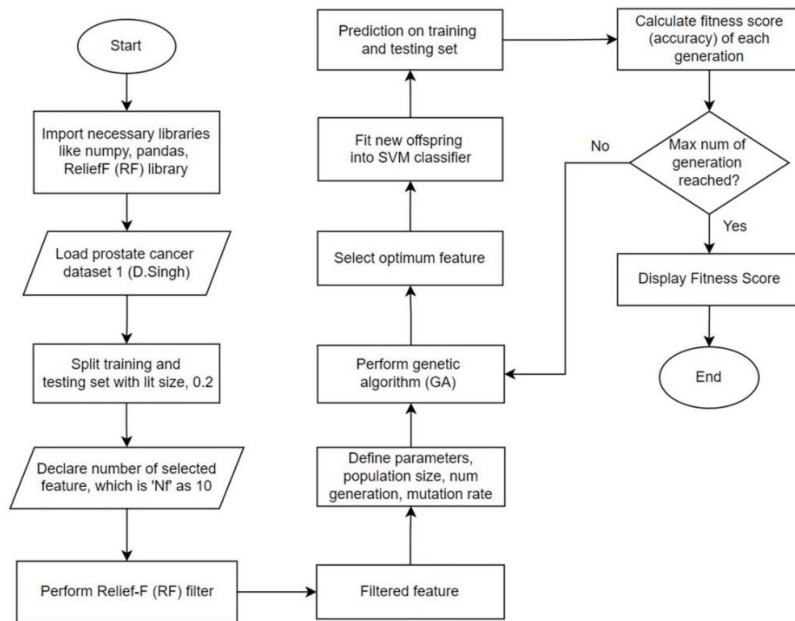 Start
Import necessary libraries
like numpy, pandas,
ReliefF (RF) library
Load prostate cancer
dataset 1 (D.Singh)
Split training and
testing set with lit size, 0.2
Declare number of selected
feature, which is 'Nf' as 10
Perform Relief-F (RF) filter
Filtered feature
Define parameters,
population size, num
generation, mutation rate
Perform genetic
algorithm (GA)
Select optimum feature
Fit new offspring
into SVM classifier
Prediction on training
and testing set
Calculate fitness score
(accuracy) of each
generation
Max num of
generation
reached?
No
Yes
Display Fitness Score
End